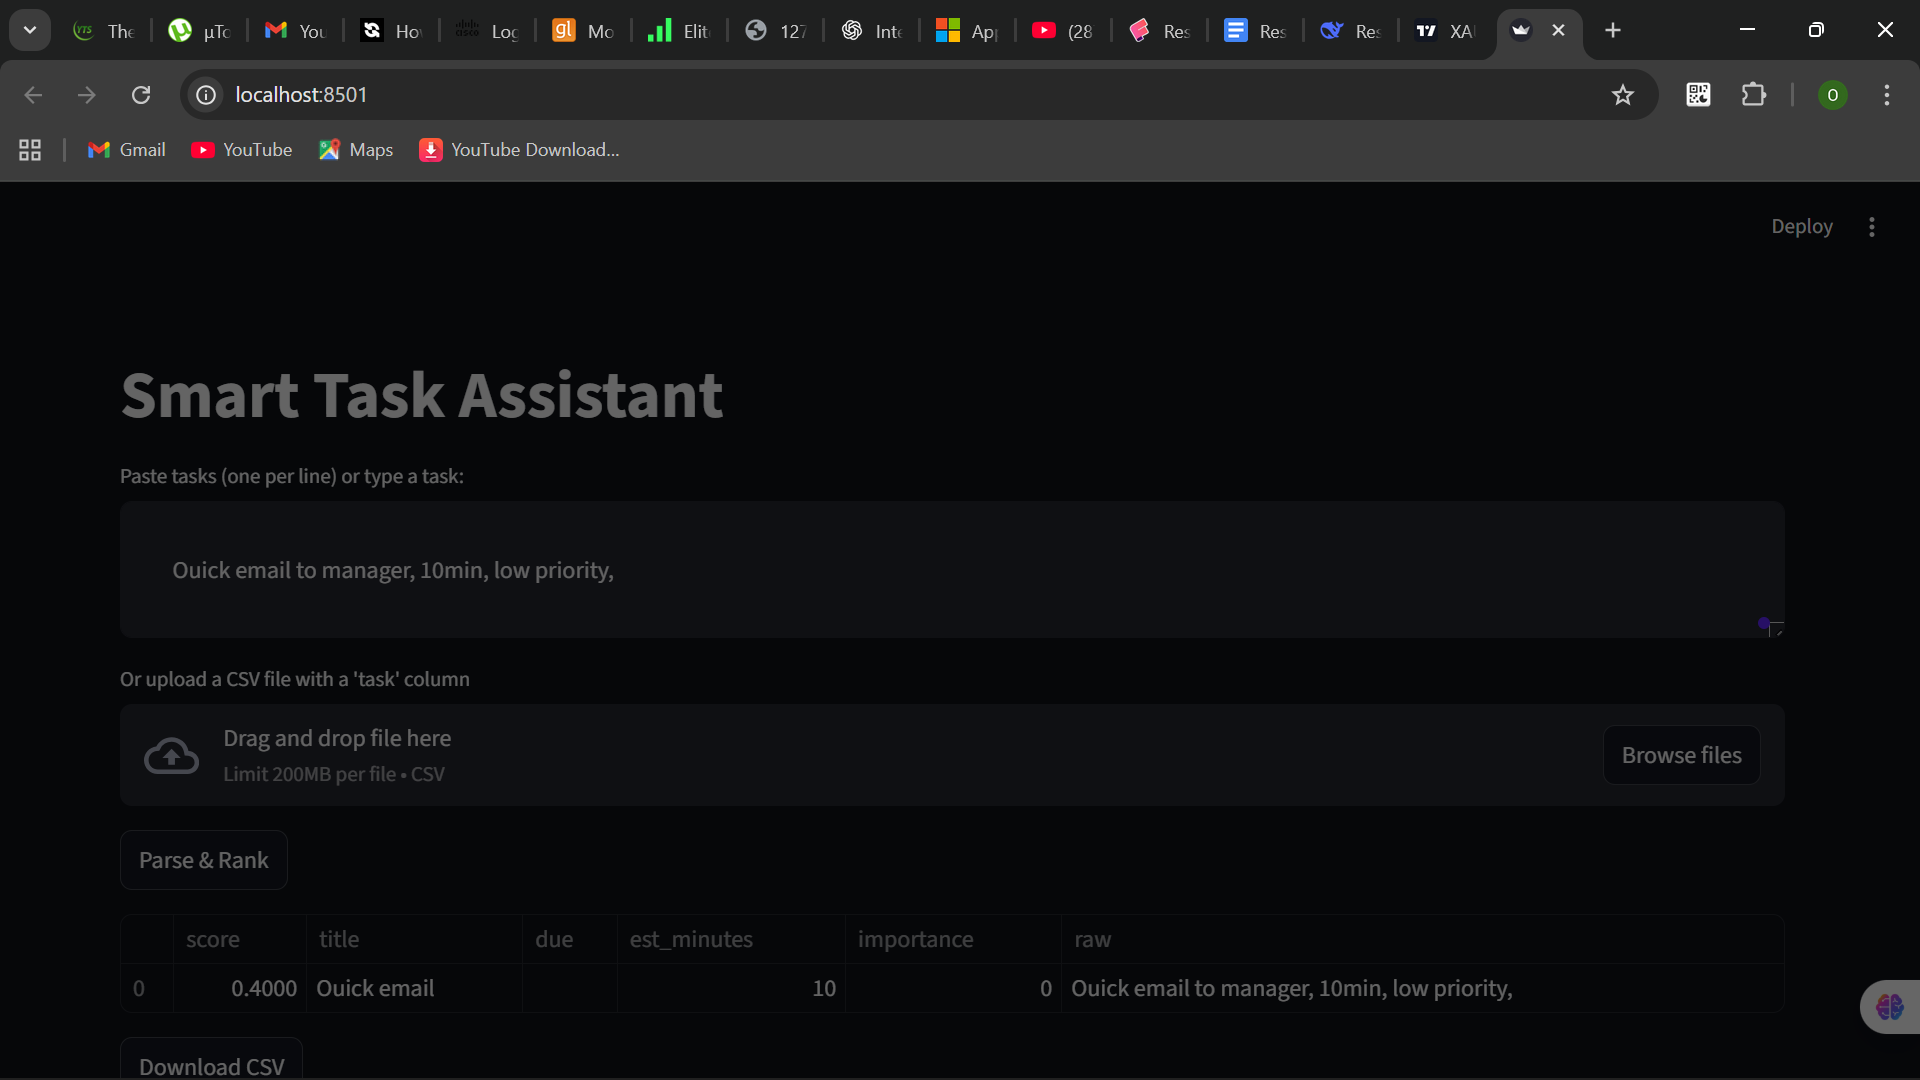 The
µTo
You
Ho
Log
gl Mo
Elit
127
Inte
App
(28
Res
Res
Res
XAI
localhost:8501
O
Gmail
YouTube
Maps
YouTube Download...
Deploy
Smart Task Assistant
Paste tasks (one per line) or type a task:
Ouick email to manager, 10min, low priority,
Or upload a CSV file with a 'task' column
Drag and drop file here
Limit 200MB per file • CSV
Browse files
Parse & Rank
score title due est_minutes importance raw
0 0.4000 Ouick email 10 0 Ouick email to manager, 10min, low priority,
Download CSV